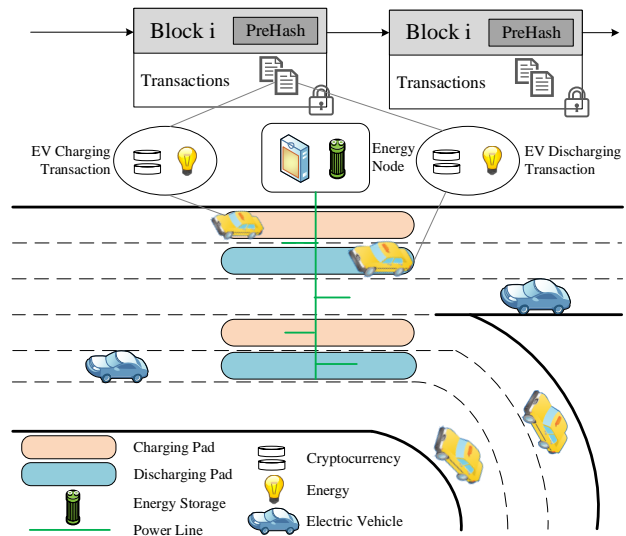 Block i PreHash
Block i PreHash
Transactions
Transactions
EV Charging
Transaction
Energy
Node
EV Discharging
Transaction
Charging Pad
Discharging Pad
Energy Storage
Power Line
Cryptocurrency
Energy
Electric Vehicle